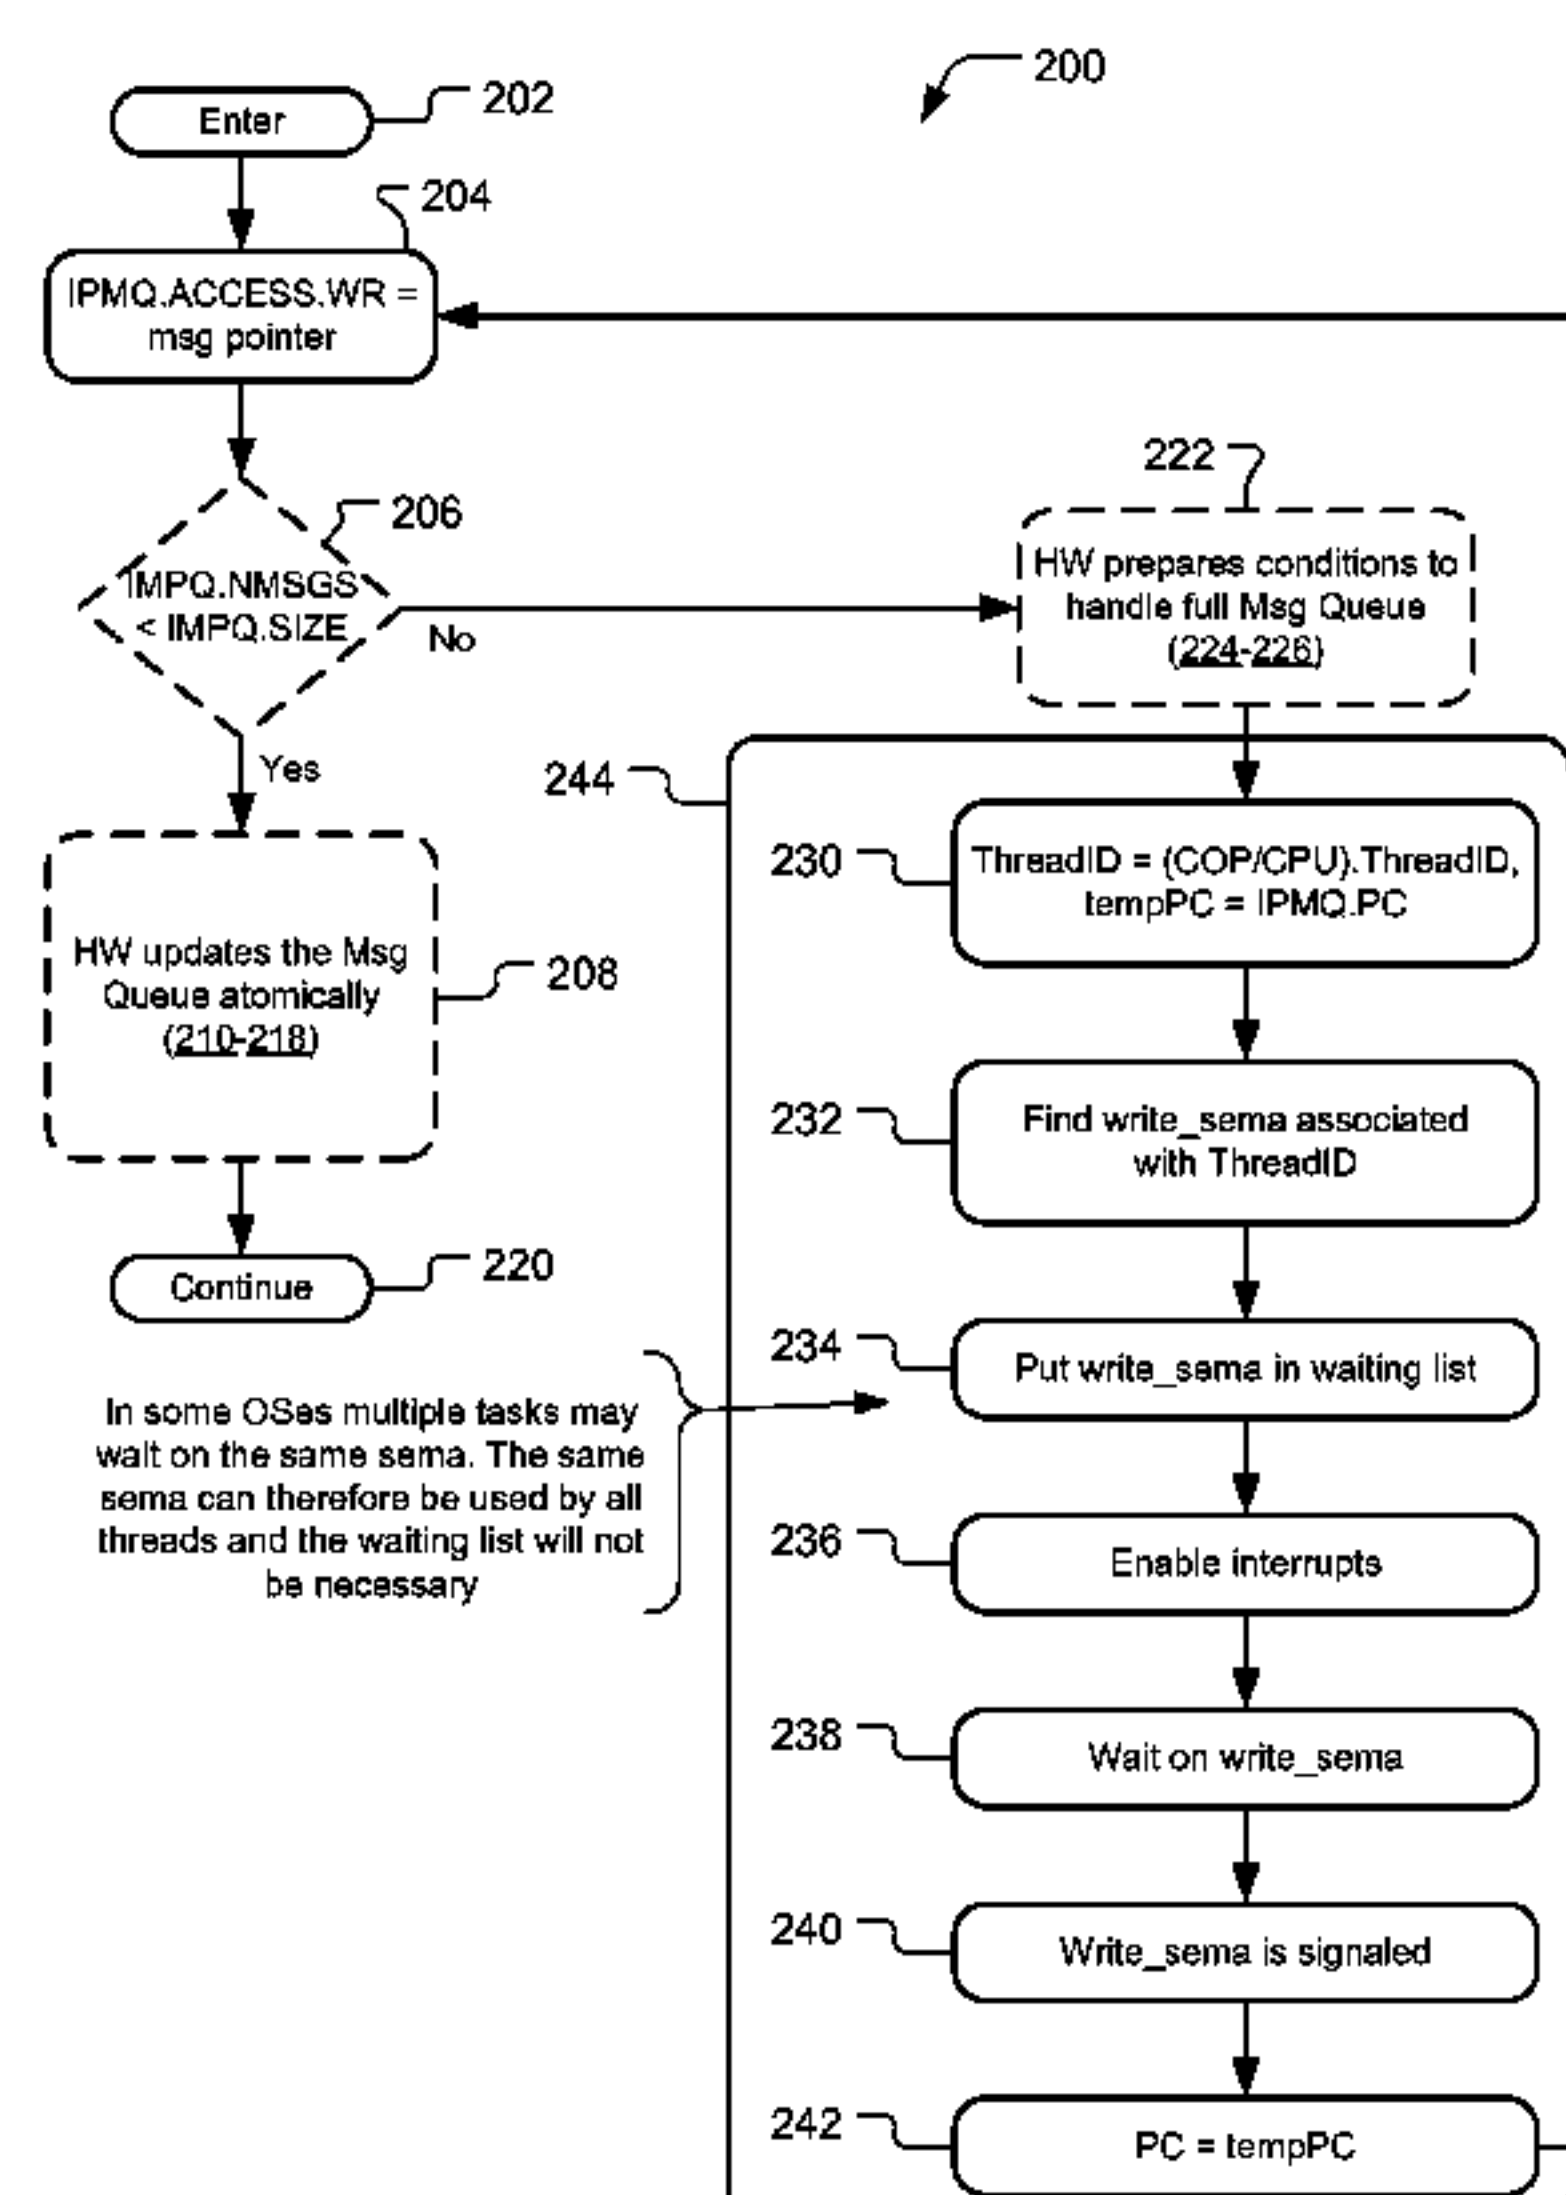 200
202
Enter
204
IPMQ.ACCESS.WR =
msg pointer
206
IMPQ.NMSGS
< IMPQ.SIZE
No
Yes
222
HW prepares conditions to
handle full Msg Queue
(224-226)
208
HW updates the Msg
Queue atomically
(210-218)
220
Continue
244
230
ThreadID = (COP/CPU).ThreadID,
tempPC = IPMQ.PC
232
Find write_sema associated
with ThreadID
234
Put write_sema in waiting list
In some OSes multiple tasks may
wait on the same sema. The same
sema can therefore be used by all
threads and the waiting list will not
be necessary
236
Enable interrupts
238
Wait on write_sema
240
Write_sema is signaled
242
PC = tempPC